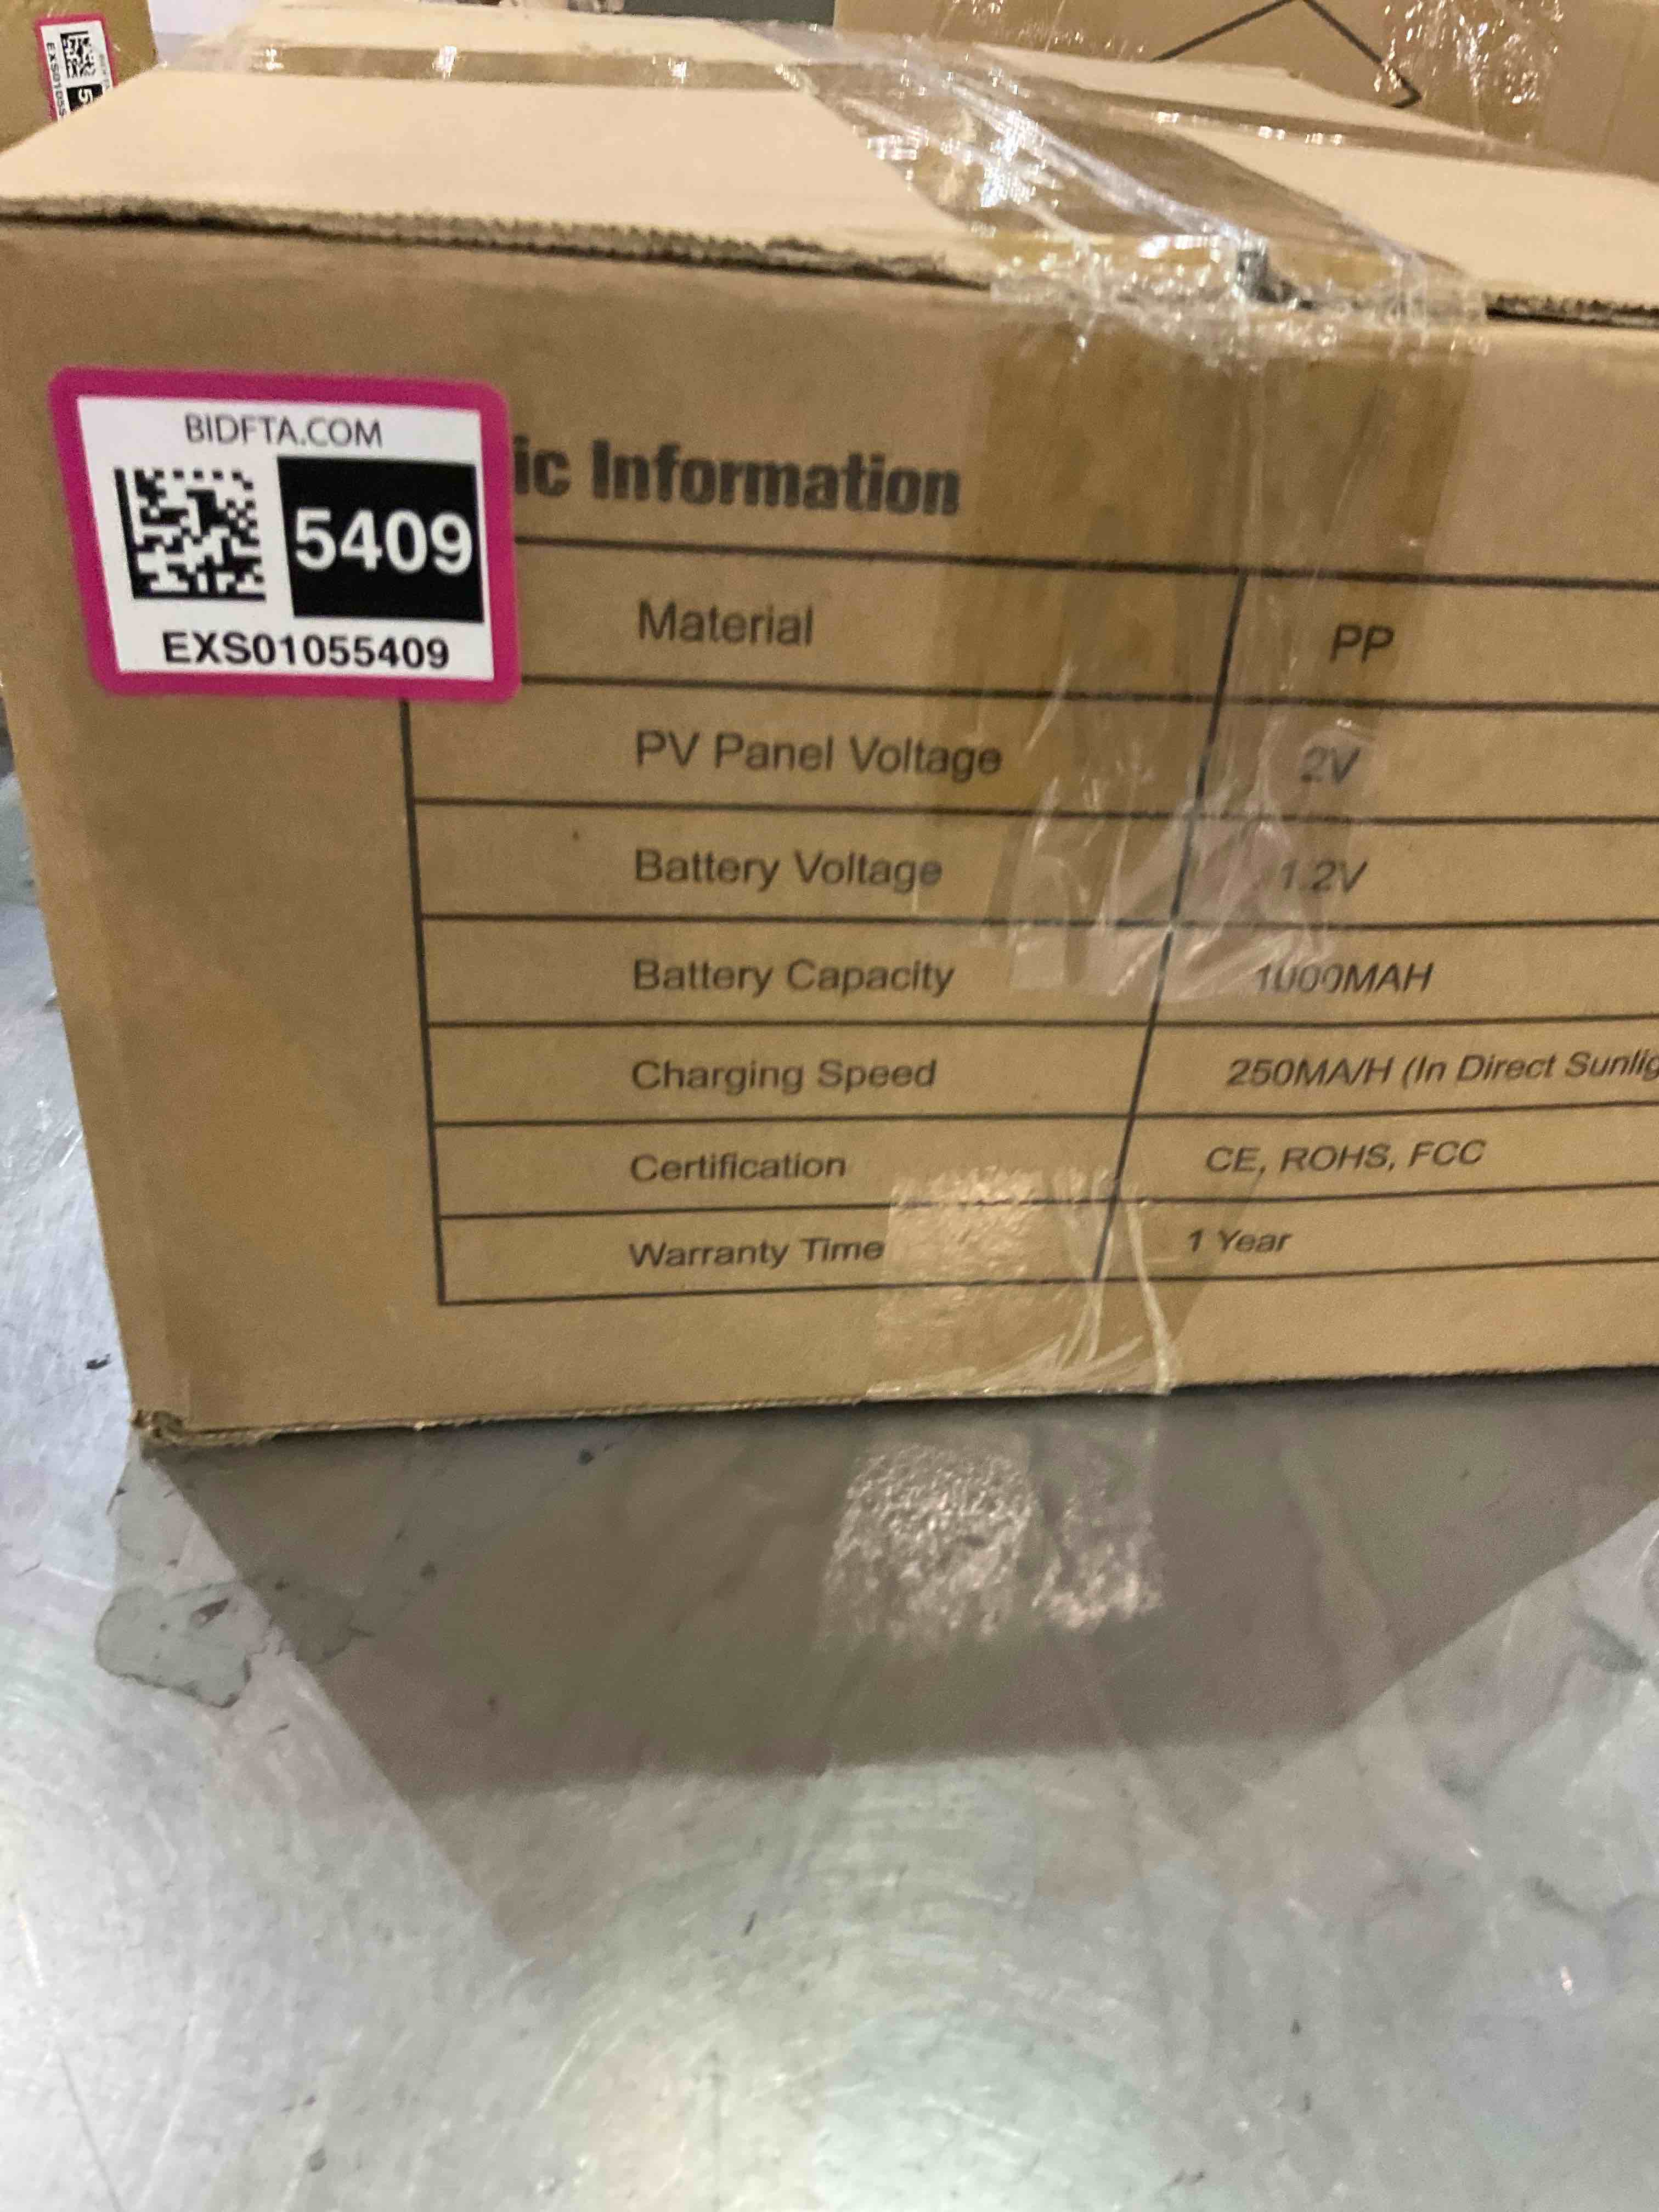 BIDFTA.COM
5409
EXS01055409
ic Information
Material PP
PV Panel Voltage 2V
Battery Voltage 1.2V
Battery Capacity 1000MAH
Charging Speed 250MA/H (In Direct Sunlig
Certification CE, ROHS, FCC
Warranty Time 1 Year